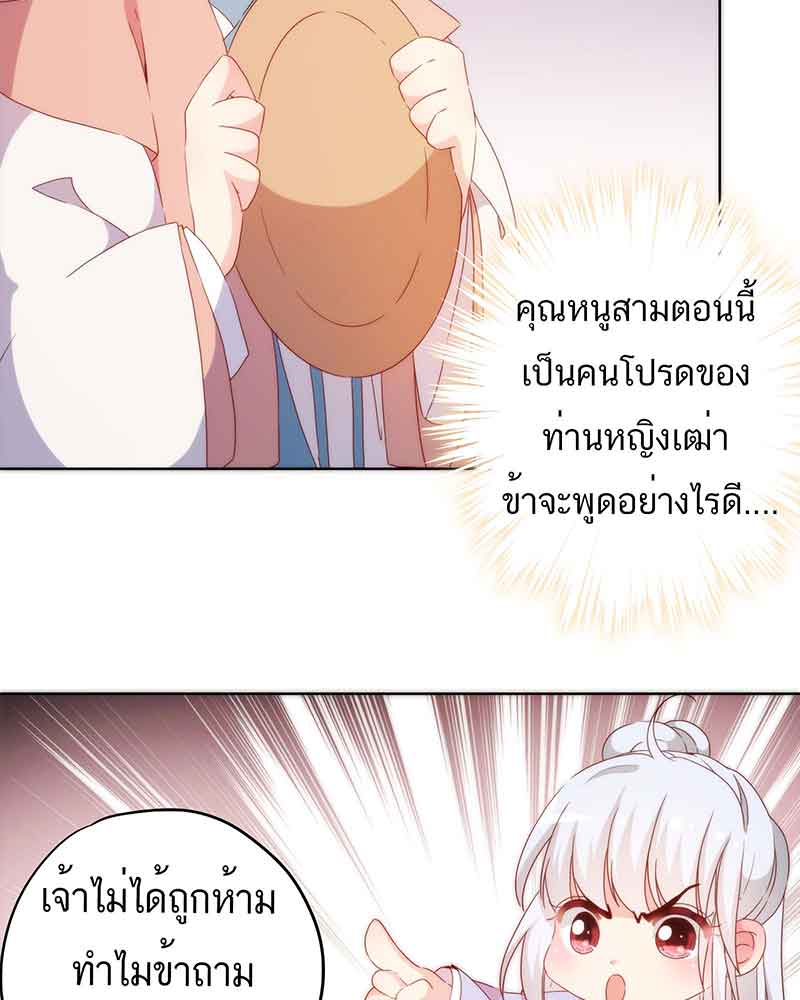 คุณหนูสามตอนนี้
เป็นคนโปรดของ
ท่านหญิงเฒ่า
ข้าจะพูดอย่างไรดี....
เจ้าไม่ได้ถูกห้าม
ทำไมข้าถาม